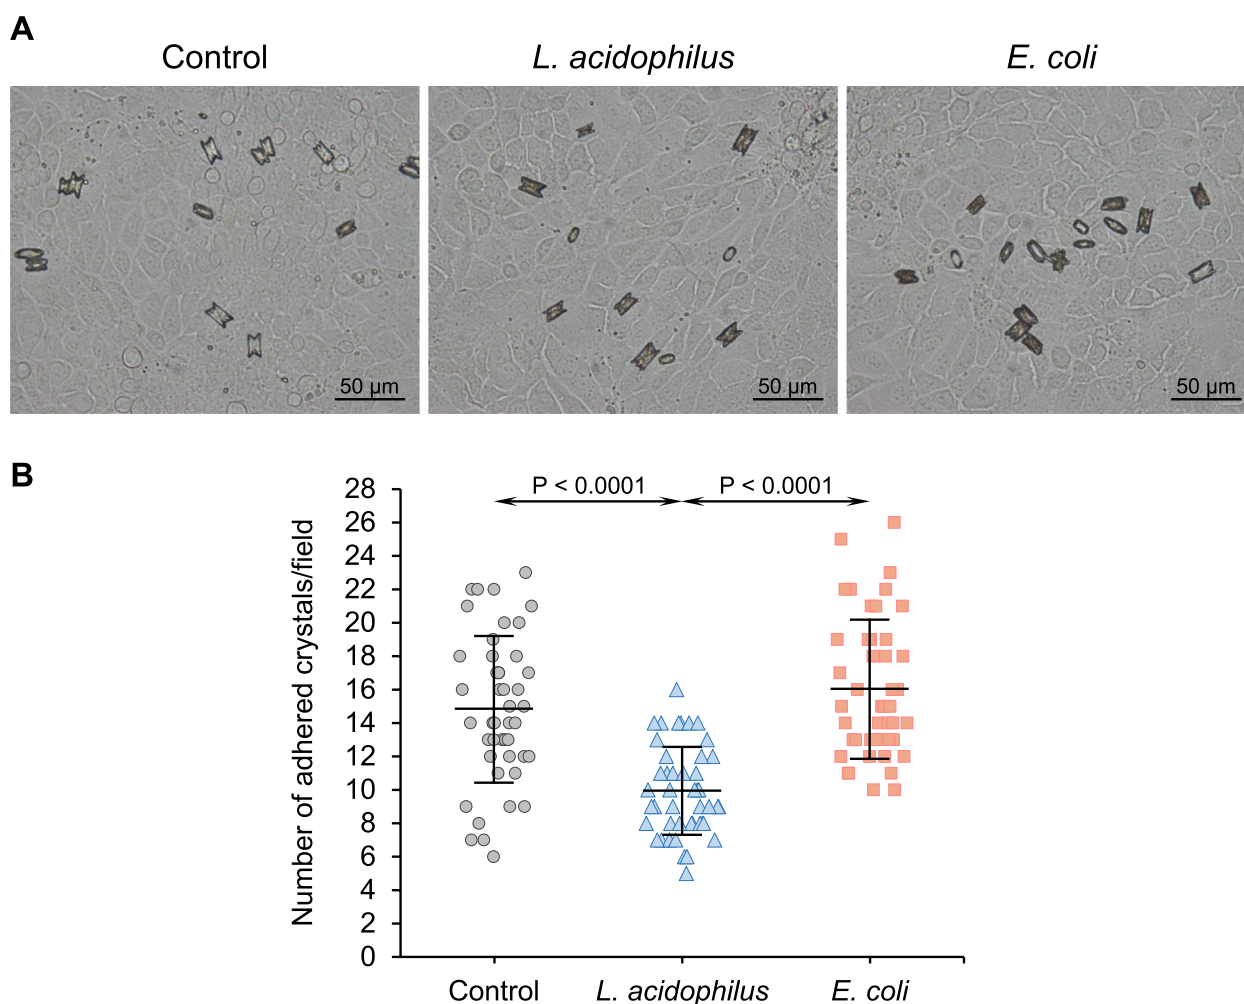 A
Control
L. acidophilus
E. coli
50 µm
50 µm
50 µm
B
P < 0.0001
P < 0.0001
Number of adhered crystals/field
28
26
24
22
20
18
16
14
12
10
8
6
4
2
0
Control
L. acidophilus
E. coli